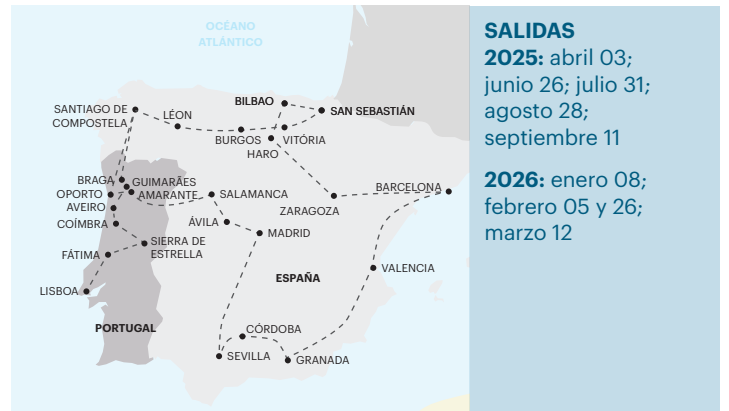 OCÉANO
ATLÁNTICO
SANTIAGO DE
COMPOSTELA
LÉON
BILBAO
SAN SEBASTIÁN
BURGOS
VITÓRIA
HARO
BRAGA
GUIMARÃES
OPORTO
AMARANTE
SALAMANCA
BARCELONA
AVEIRO
ZARAGOZA
COÍMBRA
ÁVILA
MADRID
SIERRA DE
ESTRELLA
FÁTIMA
VALENCIA
ESPAÑA
LISBOA
PORTUGAL
CÓRDOBA
SEVILLA
GRANADA
SALIDAS
2025: abril 03;
junio 26; julio 31;
agosto 28;
septiembre 11
2026: enero 08;
febrero 05 y 26;
marzo 12